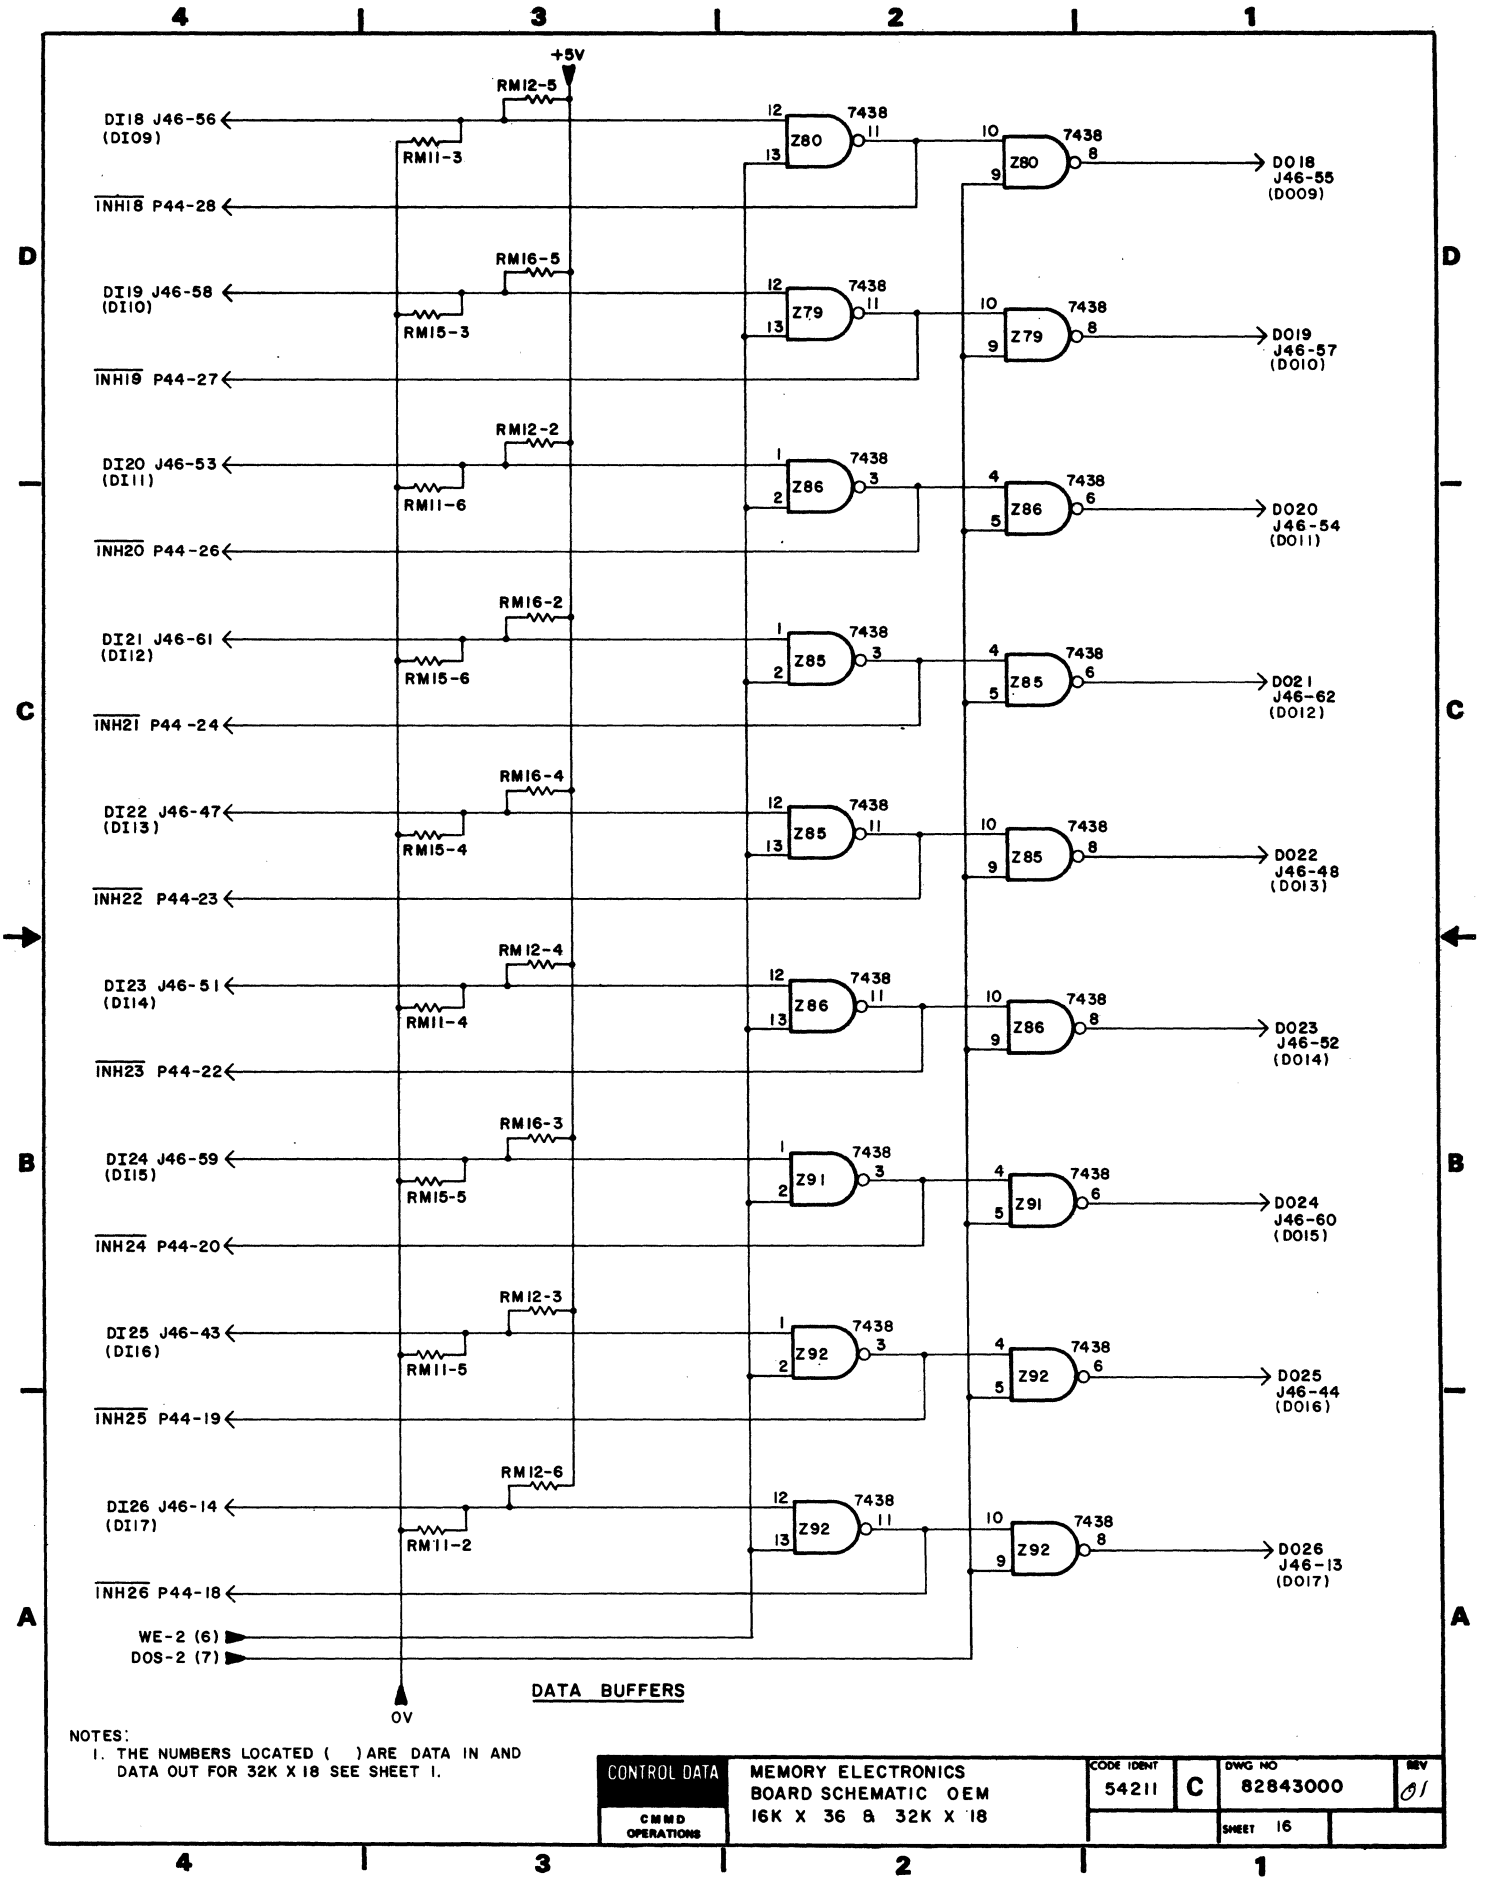 4 3 2 1
+5V
RM12-5
DI18 J46-56
(DI09)
RM11-3
12
13
Z80
7438
11
10
9
Z80
7438
8
DO18
J46-55
(DO09)
INH18 P44-28
D
D
RM16-5
DI19 J46-58
(DI10)
RM15-3
12
13
Z79
7438
11
10
9
Z79
7438
8
DO19
J46-57
(DO10)
INH19 P44-27
RM12-2
DI20 J46-53
(DI11)
RM11-6
1
2
Z86
7438
3
4
5
Z86
7438
6
DO20
J46-54
(DO11)
INH20 P44-26
RM16-2
DI21 J46-61
(DI12)
RM15-6
1
2
Z85
7438
3
4
5
Z85
7438
6
DO21
J46-62
(DO12)
C
C
INH21 P44-24
RM16-4
DI22 J46-47
(DI13)
RM15-4
12
13
Z85
7438
11
10
9
Z85
7438
8
DO22
J46-48
(DO13)
INH22 P44-23
RM12-4
DI23 J46-51
(DI14)
RM11-4
12
13
Z86
7438
11
10
9
Z86
7438
8
DO23
J46-52
(DO14)
INH23 P44-22
RM16-3
DI24 J46-59
(DI15)
RM15-5
1
2
Z91
7438
3
4
5
Z91
7438
6
DO24
J46-60
(DO15)
B
B
INH24 P44-20
RM12-3
DI25 J46-43
(DI16)
RM11-5
1
2
Z92
7438
3
4
5
Z92
7438
6
DO25
J46-44
(DO16)
INH25 P44-19
RM12-6
DI26 J46-14
(DI17)
RM11-2
12
13
Z92
7438
11
10
9
Z92
7438
8
DO26
J46-13
(DO17)
INH26 P44-18
A
A
WE-2 (6)
DOS-2 (7)
0V
DATA BUFFERS
NOTES:
1. THE NUMBERS LOCATED ( ) ARE DATA IN AND
DATA OUT FOR 32K X 18 SEE SHEET 1.
CONTROL DATA
CMMD
OPERATIONS
MEMORY ELECTRONICS
BOARD SCHEMATIC OEM
16K X 36 & 32K X 18
CODE IDENT
54211
C
DWG NO
82843000
REV
01
SHEET 16
4 3 2 1